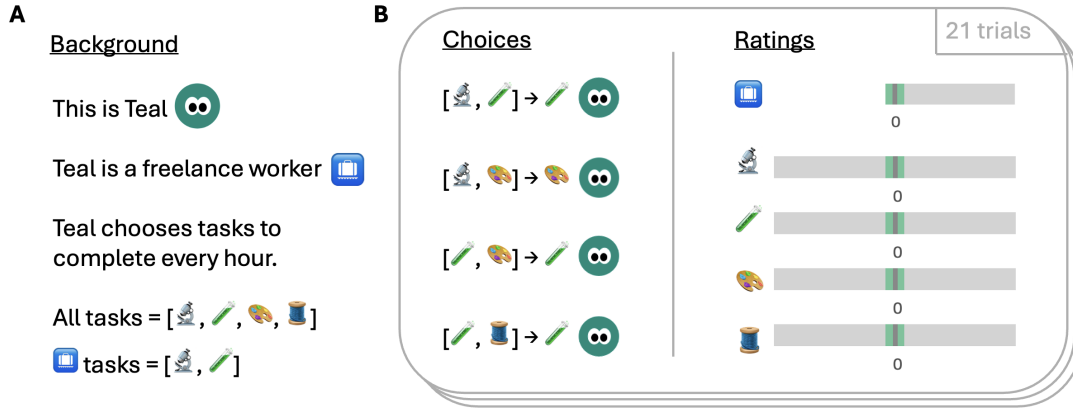 A
Background
This is Teal
Teal is a freelance worker
Teal chooses tasks to
complete every hour.
All tasks = [ , , , ]
tasks = [ , ]
B
21 trials
Choices
[ , ] → 
[ , ] → 
[ , ] → 
[ , ] → 
Ratings
0
0
0
0
0